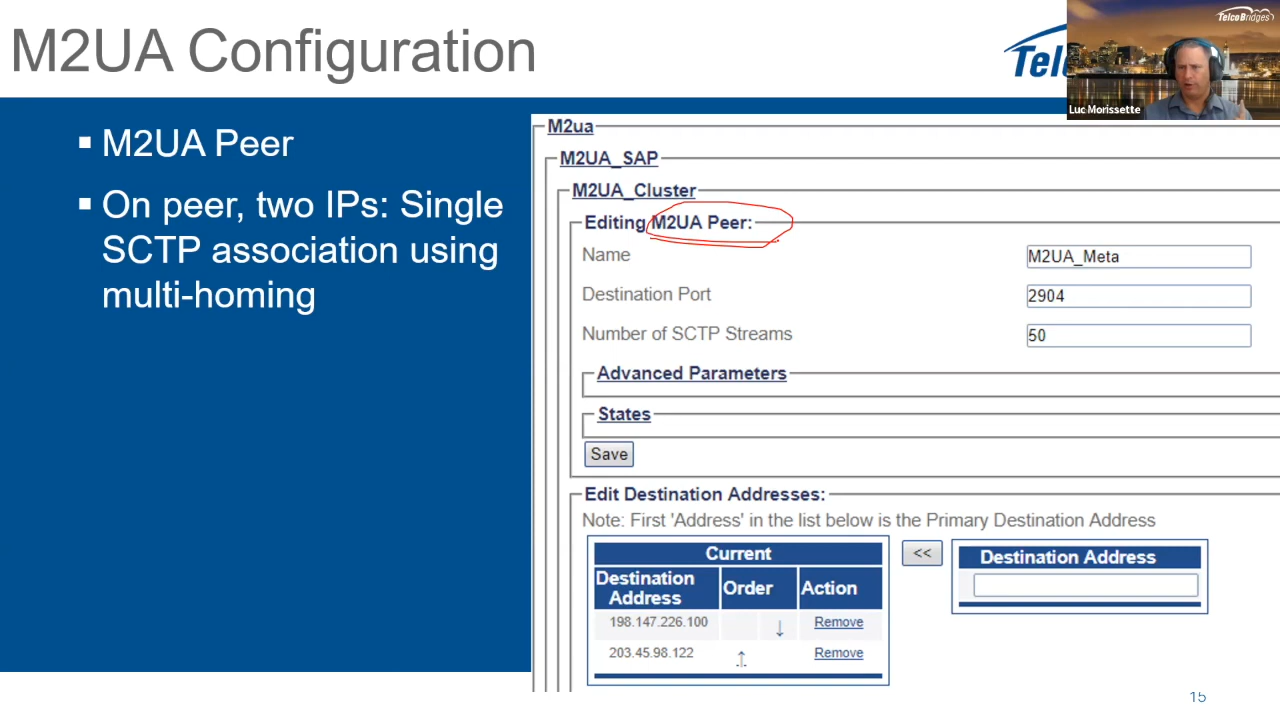 M2UA Configuration
Tel
TelcoBridges
Luc Morissette
▪ M2UA Peer
▪ On peer, two IPs: Single
SCTP association using
multi-homing
M2ua
M2UA_SAP
M2UA_Cluster
Editing M2UA Peer:
Name M2UA_Meta
Destination Port 2904
Number of SCTP Streams 50
Advanced Parameters
States
Save
Edit Destination Addresses:
Note: First 'Address' in the list below is the Primary Destination Address
Current
Destination Address Order Action
198.147.226.100 ↓ Remove
203.45.98.122 ↑ Remove
<<
Destination Address
15